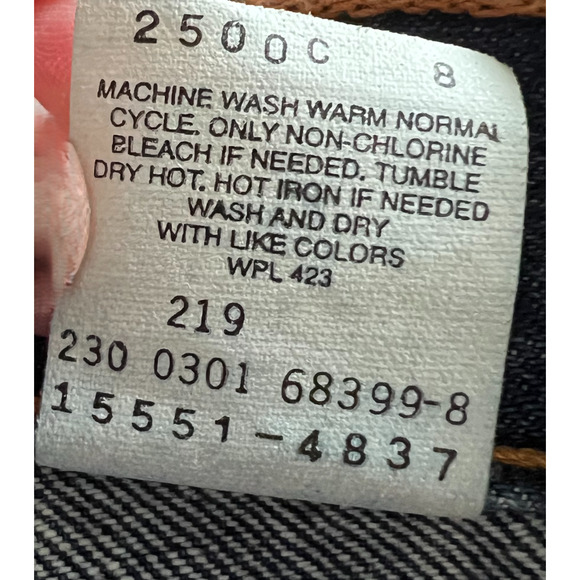 2500C 8
MACHINE WASH WARM NORMAL
CYCLE. ONLY NON-CHLORINE
BLEACH IF NEEDED. TUMBLE
DRY HOT. HOT IRON IF NEEDED
WASH AND DRY
WITH LIKE COLORS
WPL 423
219
230 0301 68399-8
15551-4837